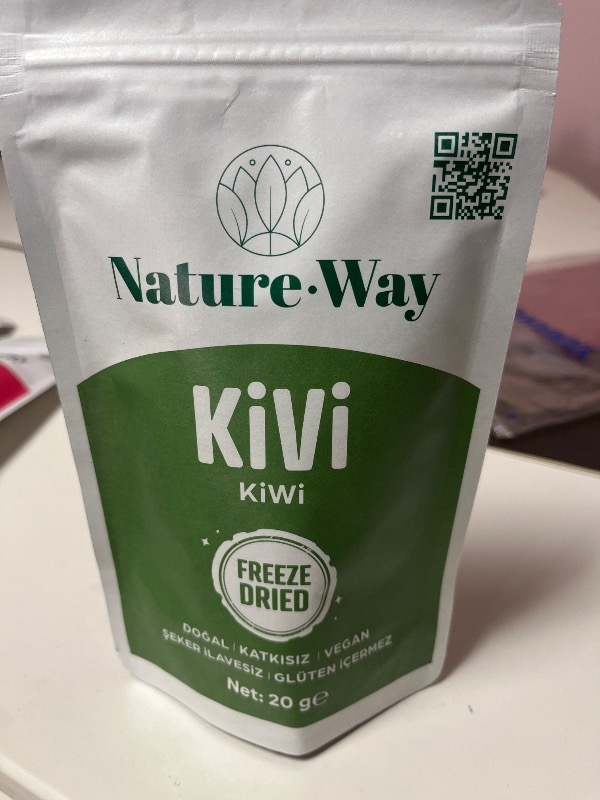 Nature·Way
KiVi
KiWi
FREEZE
DRIED
DOĞAL | KATKISIZ | VEGAN
ŞEKER İLAVESİZ | GLÜTEN İÇERMEZ
Net: 20 g℮